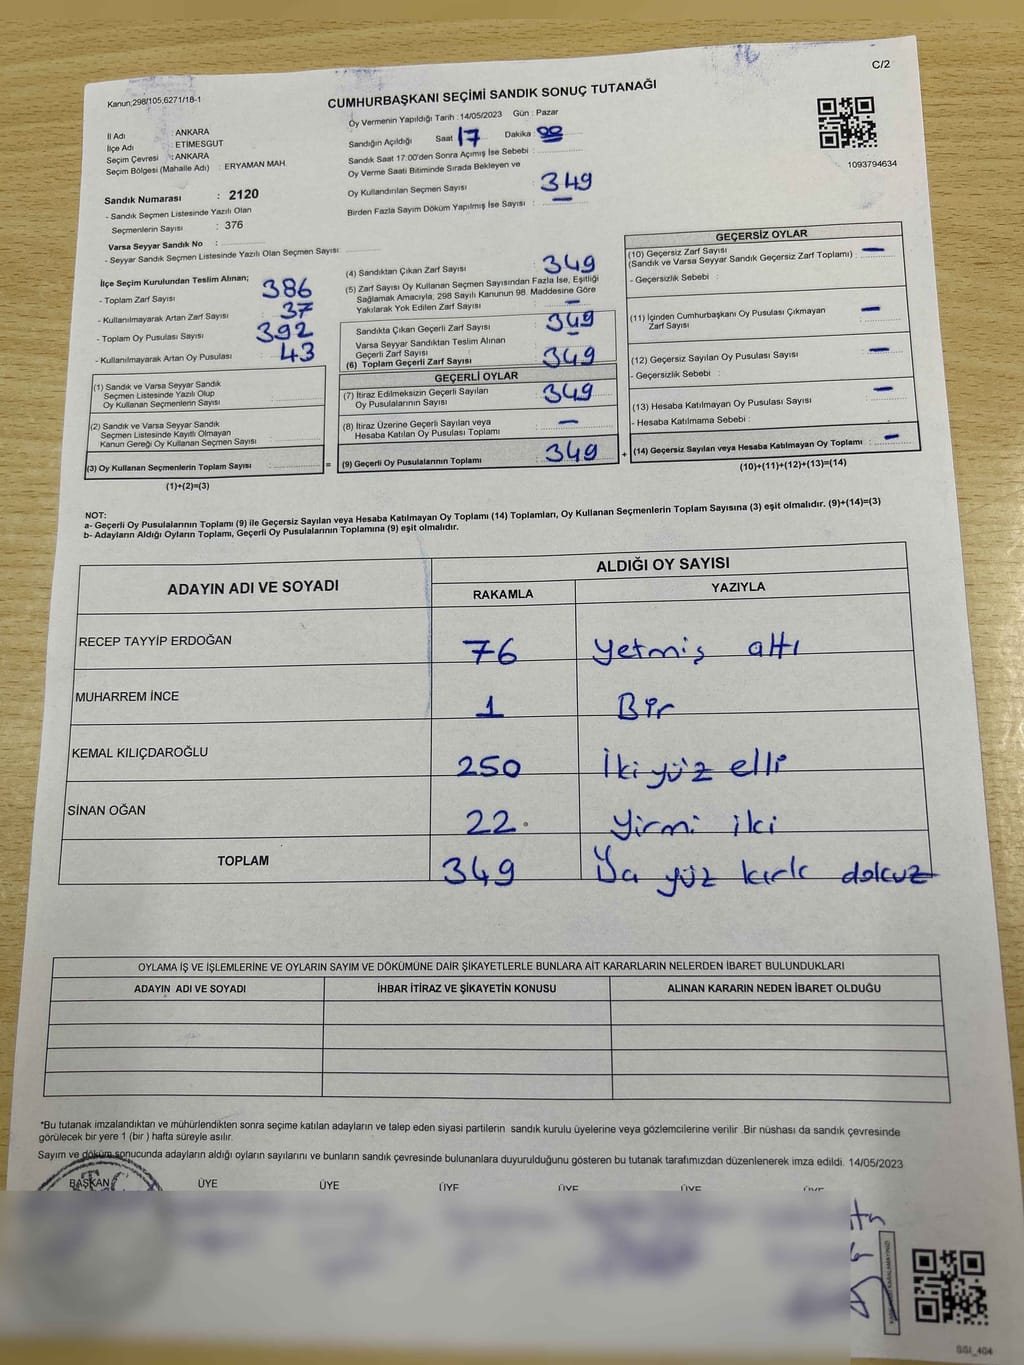 C/2
Kanun;298/105,6271/18-1
CUMHURBAŞKANI SEÇİMİ SANDIK SONUÇ TUTANAĞI
Oy Vermenin Yapıldığı Tarih : 14/05/2023 Gün : Pazar
İl Adı : ANKARA
İlçe Adı : ETİMESGUT
Seçim Çevresi : ANKARA
Seçim Bölgesi (Mahalle Adı) : ERYAMAN MAH.
Sandık Numarası : 2120
- Sandık Seçmen Listesinde Yazılı Olan
Seçmenlerin Sayısı : 376
Varsa Seyyar Sandık No :
- Seyyar Sandık Seçmen Listesinde Yazılı Olan Seçmen Sayısı:
Sandığın Açıldığı Saat : 17 Dakika : 00
Sandık Saat 17:00'den Sonra Açımış İse Sebebi :
Oy Verme Saati Bitiminde Sırada Bekleyen ve
Oy Kullandırılan Seçmen Sayısı : 349
Birden Fazla Sayım Döküm Yapılmış İse Sayısı : —
1093794634
İlçe Seçim Kurulundan Teslim Alınan;
- Toplam Zarf Sayısı : 386
- Kullanılmayarak Artan Zarf Sayısı : 37
- Toplam Oy Pusulası Sayısı : 392
- Kullanılmayarak Artan Oy Pusulası : 43
(1) Sandık ve Varsa Seyyar Sandık
Seçmen Listesinde Yazılı Olup
Oy Kullanan Seçmenlerin Sayısı :
(2) Sandık ve Varsa Seyyar Sandık
Seçmen Listesinde Kayıtlı Olmayan
Kanun Gereği Oy Kullanan Seçmen Sayısı :
(3) Oy Kullanan Seçmenlerin Toplam Sayısı :
(1)+(2)=(3)
=
(4) Sandıktan Çıkan Zarf Sayısı : 349
(5) Zarf Sayısı Oy Kullanan Seçmen Sayısından Fazla İse, Eşitliği
Sağlamak Amacıyla, 298 Sayılı Kanunun 98. Maddesine Göre
Yakılarak Yok Edilen Zarf Sayısı : —
Sandıkta Çıkan Geçerli Zarf Sayısı : 349
Varsa Seyyar Sandıktan Teslim Alınan
Geçerli Zarf Sayısı : —
(6) Toplam Geçerli Zarf Sayısı : 349
GEÇERLİ OYLAR
(7) İtiraz Edilmeksizin Geçerli Sayılan
Oy Pusulalarının Sayısı : 349
(8) İtiraz Üzerine Geçerli Sayılan veya
Hesaba Katılan Oy Pusulası Toplamı : —
(9) Geçerli Oy Pusulalarının Toplamı : 349
+
GEÇERSİZ OYLAR
(10) Geçersiz Zarf Sayısı
(Sandık ve Varsa Seyyar Sandık Geçersiz Zarf Toplamı) : —
- Geçersizlik Sebebi :
(11) İçinden Cumhurbaşkanı Oy Pusulası Çıkmayan
Zarf Sayısı : —
(12) Geçersiz Sayılan Oy Pusulası Sayısı : —
- Geçersizlik Sebebi :
(13) Hesaba Katılmayan Oy Pusulası Sayısı : —
- Hesaba Katılmama Sebebi :
(14) Geçersiz Sayılan veya Hesaba Katılmayan Oy Toplamı : —
(10)+(11)+(12)+(13)=(14)
NOT:
a- Geçerli Oy Pusulalarının Toplamı (9) ile Geçersiz Sayılan veya Hesaba Katılmayan Oy Toplamı (14) Toplamları, Oy Kullanan Seçmenlerin Toplam Sayısına (3) eşit olmalıdır. (9)+(14)=(3)
b- Adayların Aldığı Oyların Toplamı, Geçerli Oy Pusulalarının Toplamına (9) eşit olmalıdır.
ADAYIN ADI VE SOYADI ALDIĞI OY SAYISI
RAKAMLA YAZIYLA
RECEP TAYYİP ERDOĞAN 76 Yetmiş altı
MUHARREM İNCE 1 Bir
KEMAL KILIÇDAROĞLU 250 İki yüz elli
SİNAN OĞAN 22 Yirmi iki
TOPLAM 349 yüz kırk dokuz
OYLAMA İŞ VE İŞLEMLERİNE VE OYLARIN SAYIM VE DÖKÜMÜNE DAİR ŞİKAYETLERLE BUNLARA AİT KARARLARIN NELERDEN İBARET BULUNDUKLARI
ADAYIN ADI VE SOYADI İHBAR İTİRAZ VE ŞİKAYETİN KONUSU ALINAN KARARIN NEDEN İBARET OLDUĞU
*Bu tutanak imzalandıktan ve mühürlendikten sonra seçime katılan adayların ve talep eden siyasi partilerin sandık kurulu üyelerine veya gözlemcilerine verilir .Bir nüshası da sandık çevresinde
görülecek bir yere 1 (bir ) hafta süreyle asılır.
Sayım ve döküm sonucunda adayların aldığı oyların sayılarını ve bunların sandık çevresinde bulunanlara duyurulduğunu gösteren bu tutanak tarafımızdan düzenlenerek imza edildi. 14/05/2023
BAŞKAN ÜYE ÜYE ÜYE ÜYE ÜYE ÜYE
SSI_404